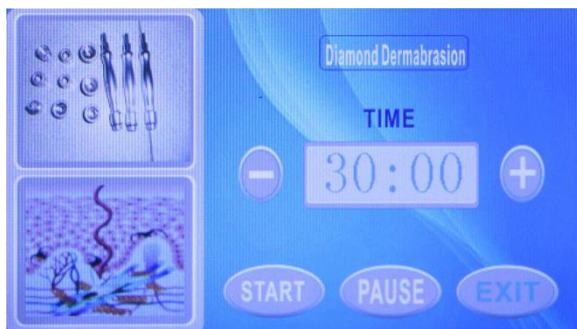 Diamond Dermabrasion
TIME
- 30:00 +
START PAUSE EXIT